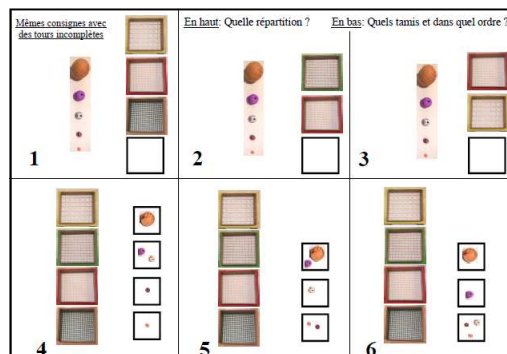 Mêmes consignes avec
des tours incomplètes
En haut: Quelle répartition ?
En bas: Quels tamis et dans quel ordre ?
1
2
3
4
5
6